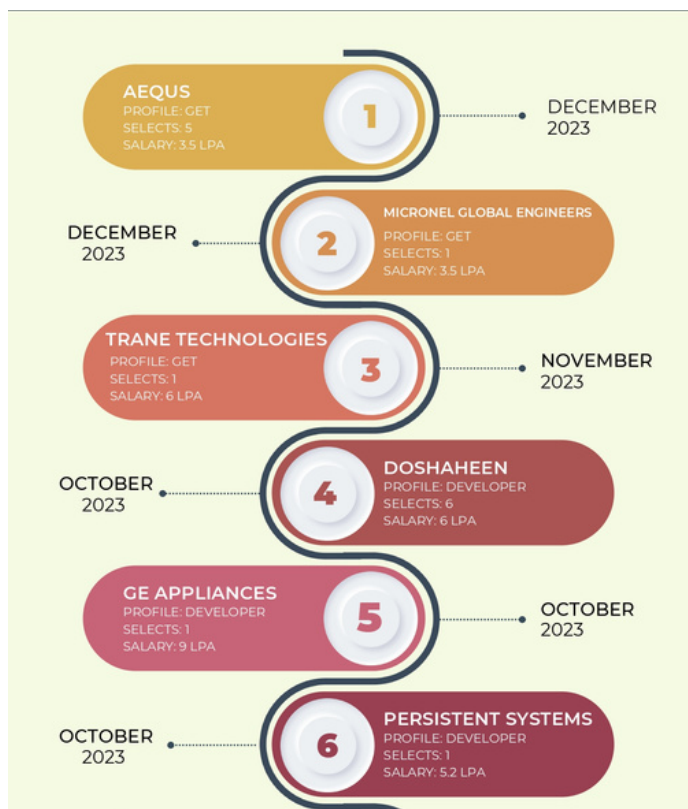 AEQUS
PROFILE: GET
SELECTS: 5
SALARY: 3.5 LPA
1
DECEMBER
2023
DECEMBER
2023
2
MICRONEL GLOBAL ENGINEERS
PROFILE: GET
SELECTS: 1
SALARY: 3.5 LPA
TRANE TECHNOLOGIES
PROFILE: GET
SELECTS: 1
SALARY: 6 LPA
3
NOVEMBER
2023
OCTOBER
2023
4
DOSHAHEEN
PROFILE: DEVELOPER
SELECTS: 6
SALARY: 6 LPA
GE APPLIANCES
PROFILE: DEVELOPER
SELECTS: 1
SALARY: 9 LPA
5
OCTOBER
2023
OCTOBER
2023
6
PERSISTENT SYSTEMS
PROFILE: DEVELOPER
SELECTS: 1
SALARY: 5.2 LPA